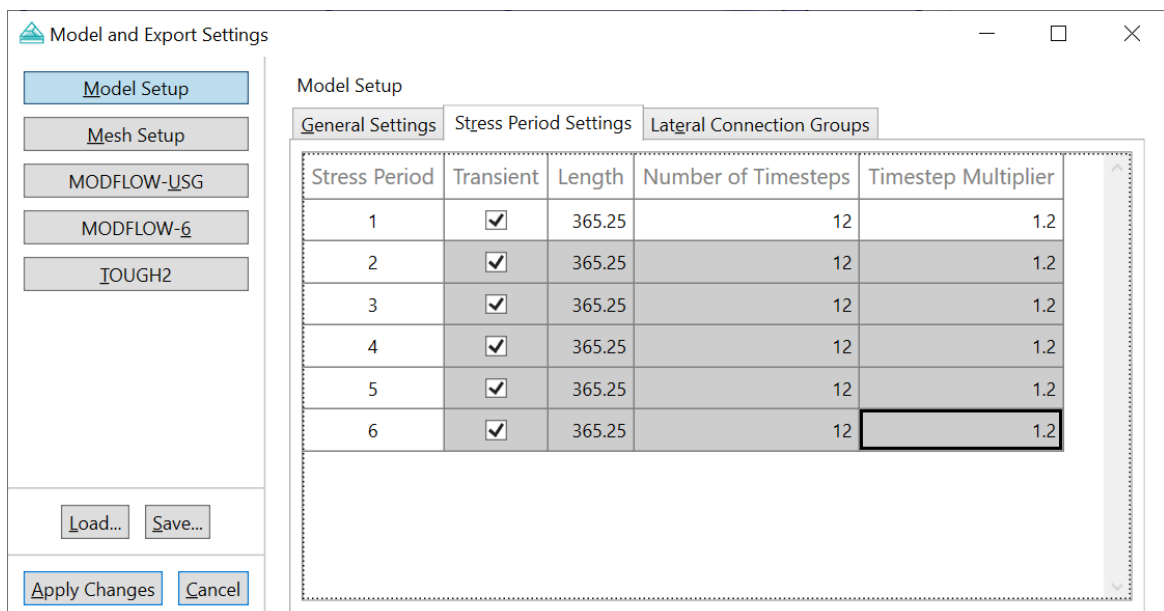 Model and Export Settings
Model Setup
Mesh Setup
MODFLOW-USG
MODFLOW-6
TOUGH2
Load... Save...
Apply Changes Cancel
Model Setup
General Settings Stress Period Settings Lateral Connection Groups
Stress Period Transient Length Number of Timesteps Timestep Multiplier
1 365.25 12 1.2
2 365.25 12 1.2
3 365.25 12 1.2
4 365.25 12 1.2
5 365.25 12 1.2
6 365.25 12 1.2